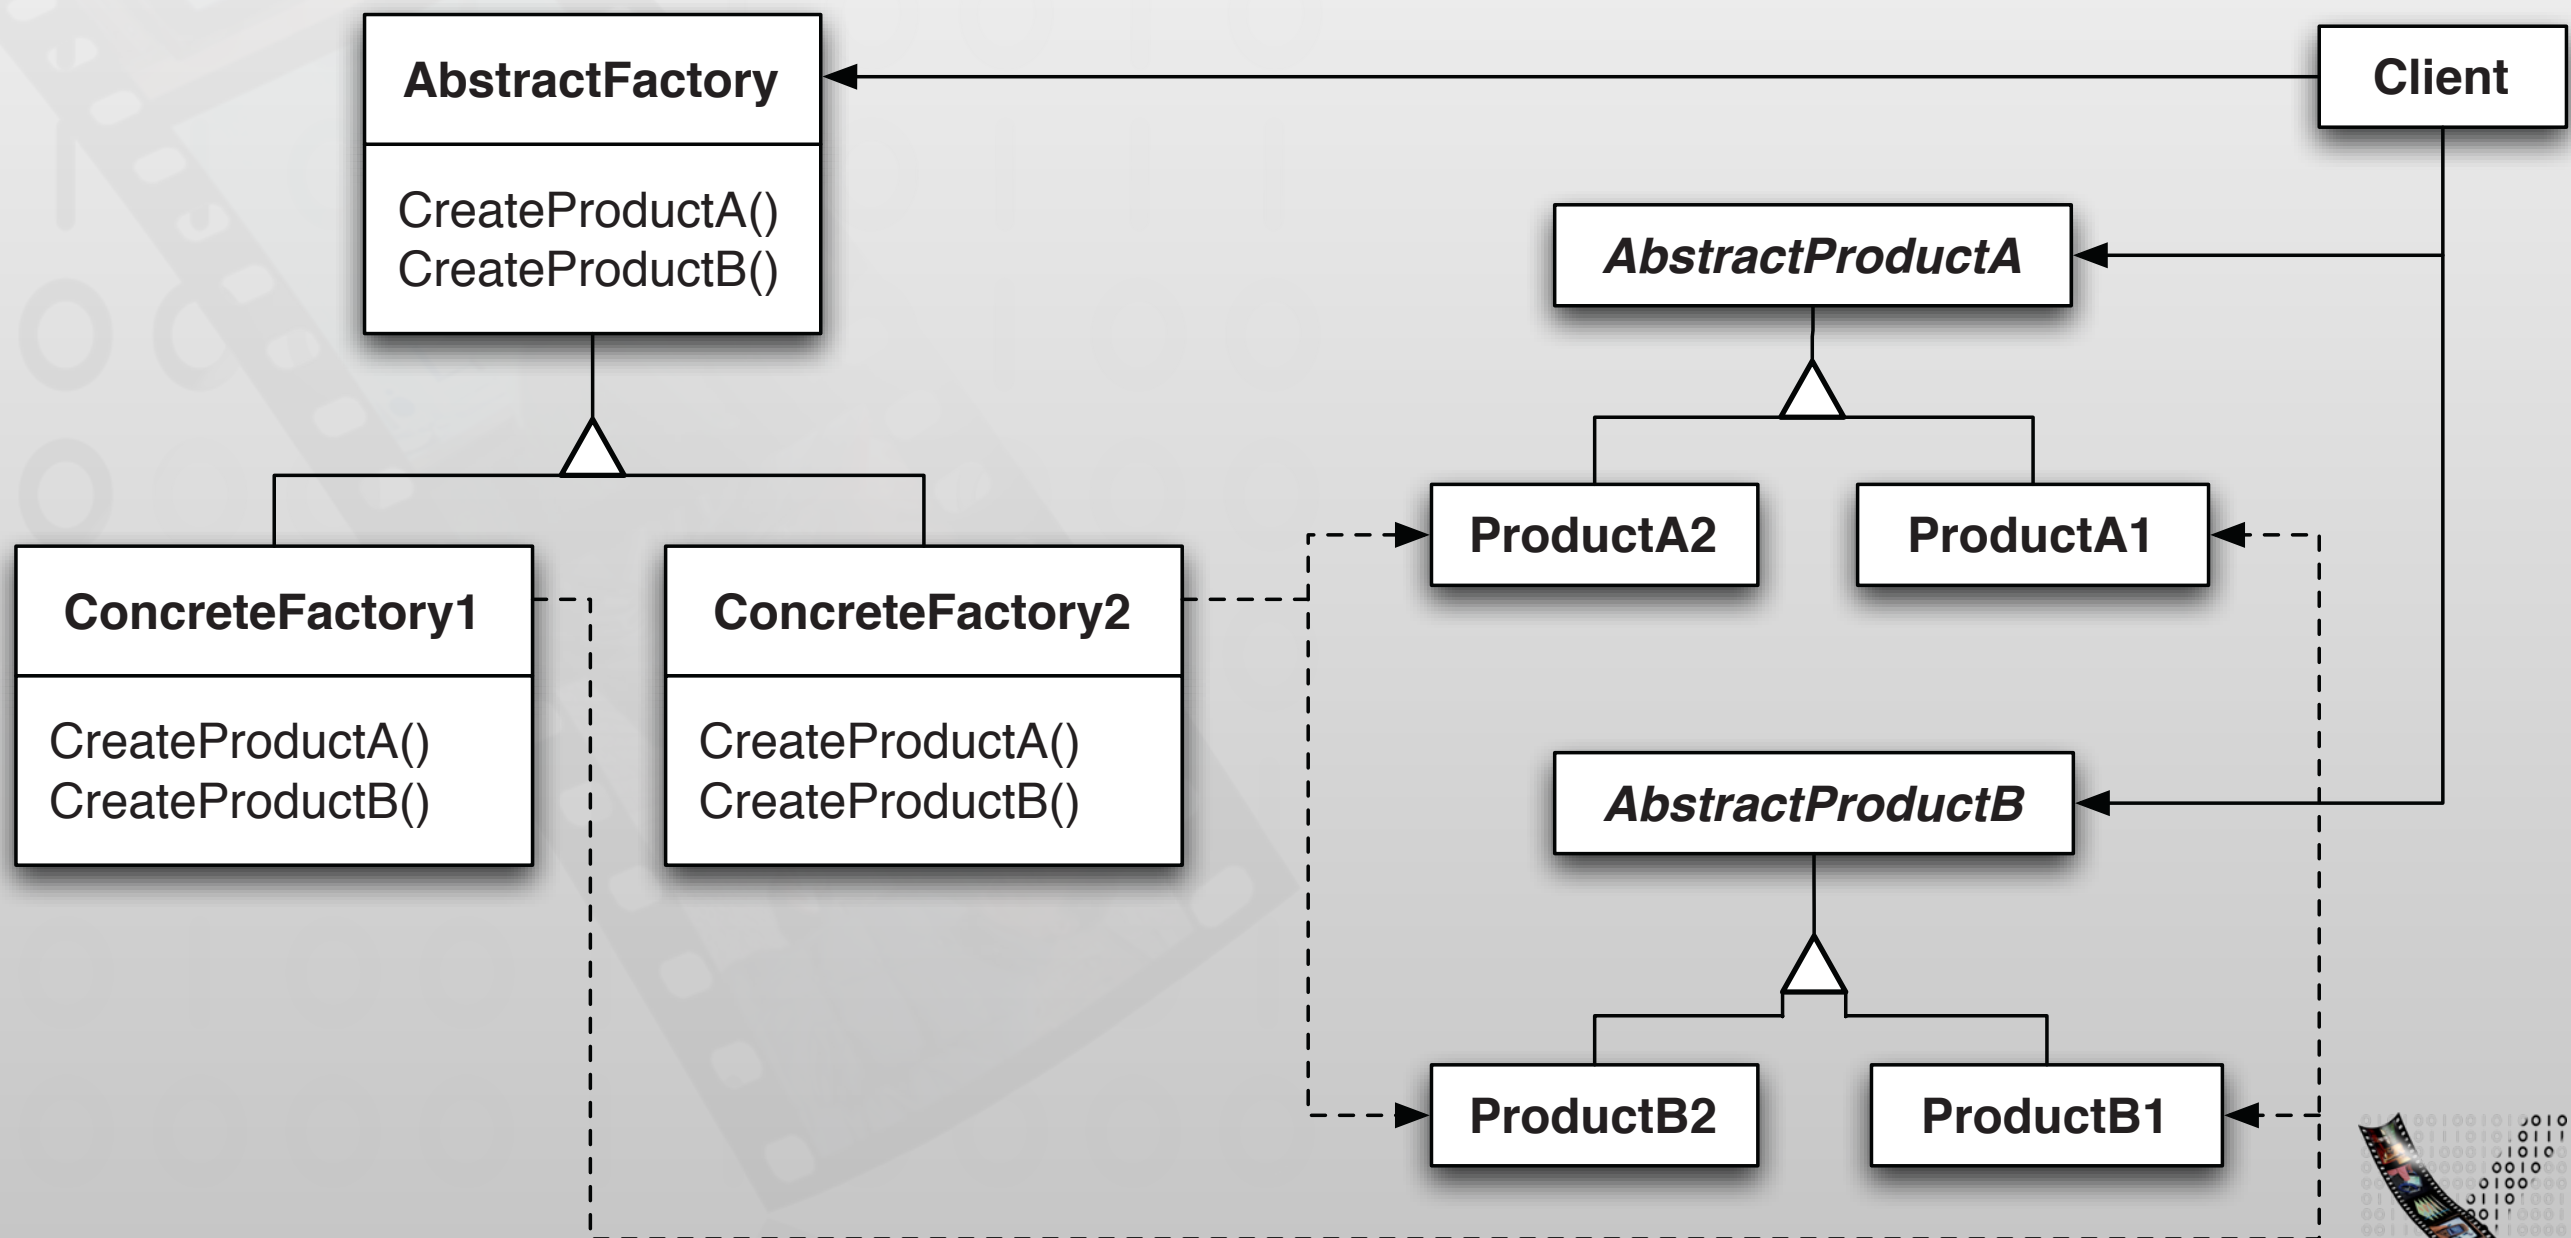 AbstractFactory
CreateProductA()
CreateProductB()
Client
AbstractProductA
ProductA2
ProductA1
ConcreteFactory1
CreateProductA()
CreateProductB()
ConcreteFactory2
CreateProductA()
CreateProductB()
AbstractProductB
ProductB2
ProductB1